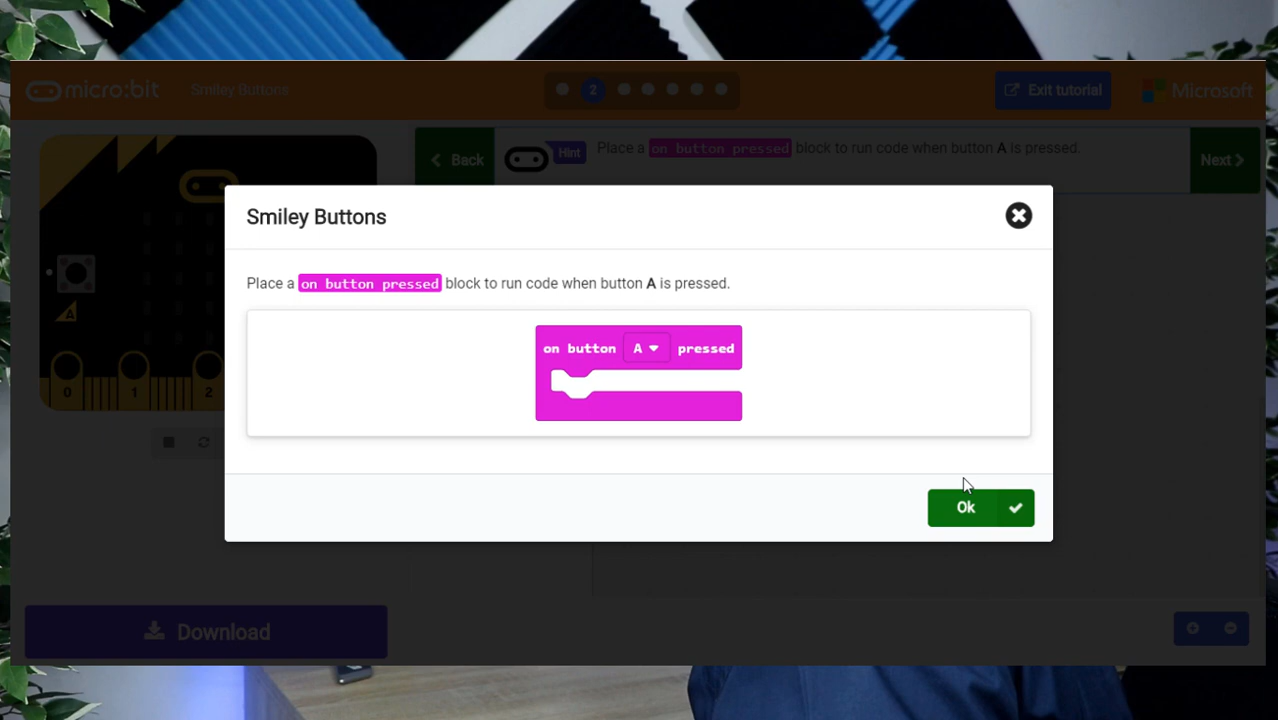 micro:bit
Smiley Buttons
2
Exit tutorial
Microsoft
Back
Hint
Place a on button pressed block to run code when button A is pressed.
Next
Smiley Buttons
Place a on button pressed block to run code when button A is pressed.
on button A pressed
A
0 1 2
Ok
Download